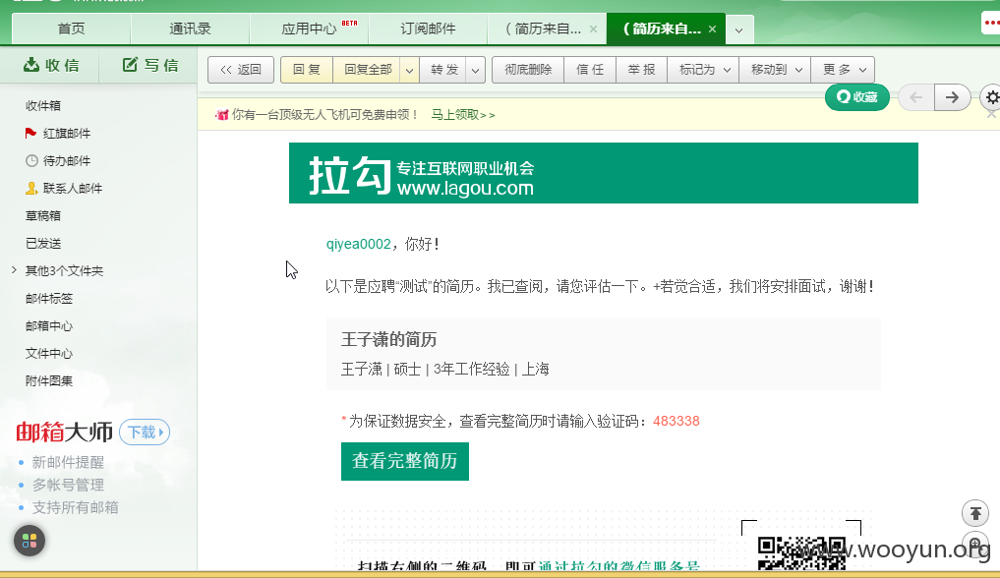 首页 通讯录 应用中心 BETA 订阅邮件 （简历来自... × （简历来自... ×
收信 写信
<< 返回 回复 回复全部 转发 彻底删除 信任 举报 标记为 移动到 更多
收藏
你有一台顶级无人飞机可免费申领！ 马上领取>>
收件箱
红旗邮件
待办邮件
联系人邮件
草稿箱
已发送
其他3个文件夹
邮件标签
邮箱中心
文件中心
附件图集
邮箱大师 下载
• 新邮件提醒
• 多帐号管理
• 支持所有邮箱
拉勾 专注互联网职业机会
www.lagou.com
qiyea0002，你好！
以下是应聘“测试”的简历。我已查阅，请您评估一下。+若觉合适，我们将安排面试，谢谢！
王子潇的简历
王子潇 | 硕士 | 3年工作经验 | 上海
* 为保证数据安全，查看完整简历时请输入验证码：483338
查看完整简历
扫描右侧的二维码，即可通过拉勾的微信服务号
www.wooyun.org